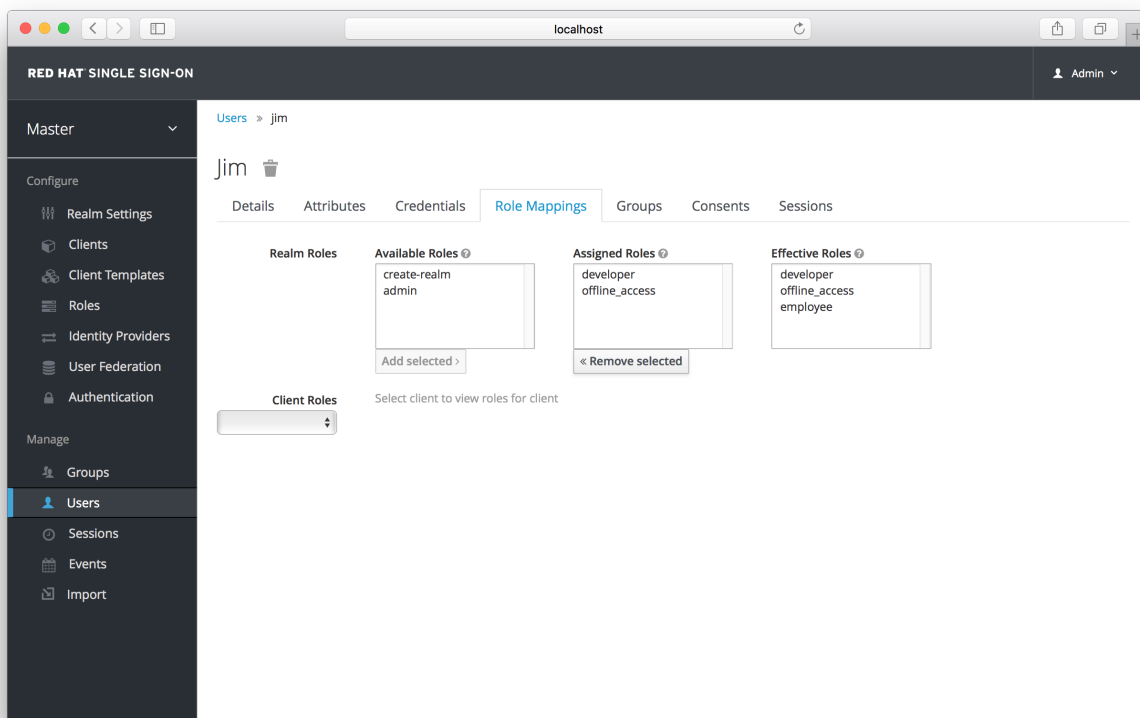 localhost
RED HAT SINGLE SIGN-ON
Admin
Master
Users » jim
Jim
Configure
Realm Settings
Clients
Client Templates
Roles
Identity Providers
User Federation
Authentication
Manage
Groups
Users
Sessions
Events
Import
Details Attributes Credentials Role Mappings Groups Consents Sessions
Realm Roles
Available Roles
create-realm
admin
Add selected ›
Assigned Roles
developer
offline_access
« Remove selected
Effective Roles
developer
offline_access
employee
Client Roles
Select client to view roles for client